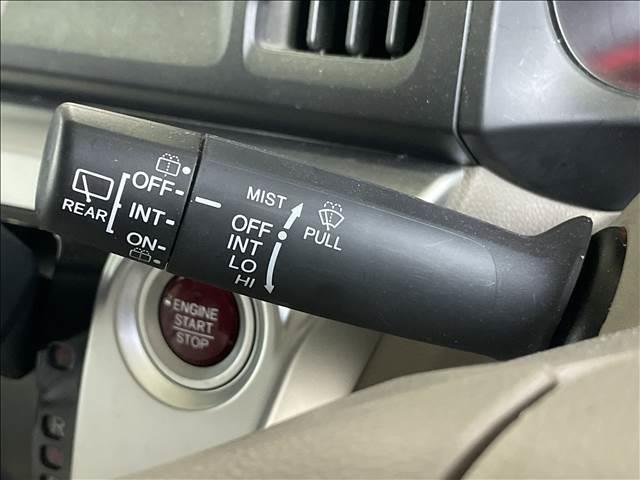 REAR
OFF
INT
ON
MIST
OFF
INT
LO
HI
PULL
ENGINE
START
STOP
R